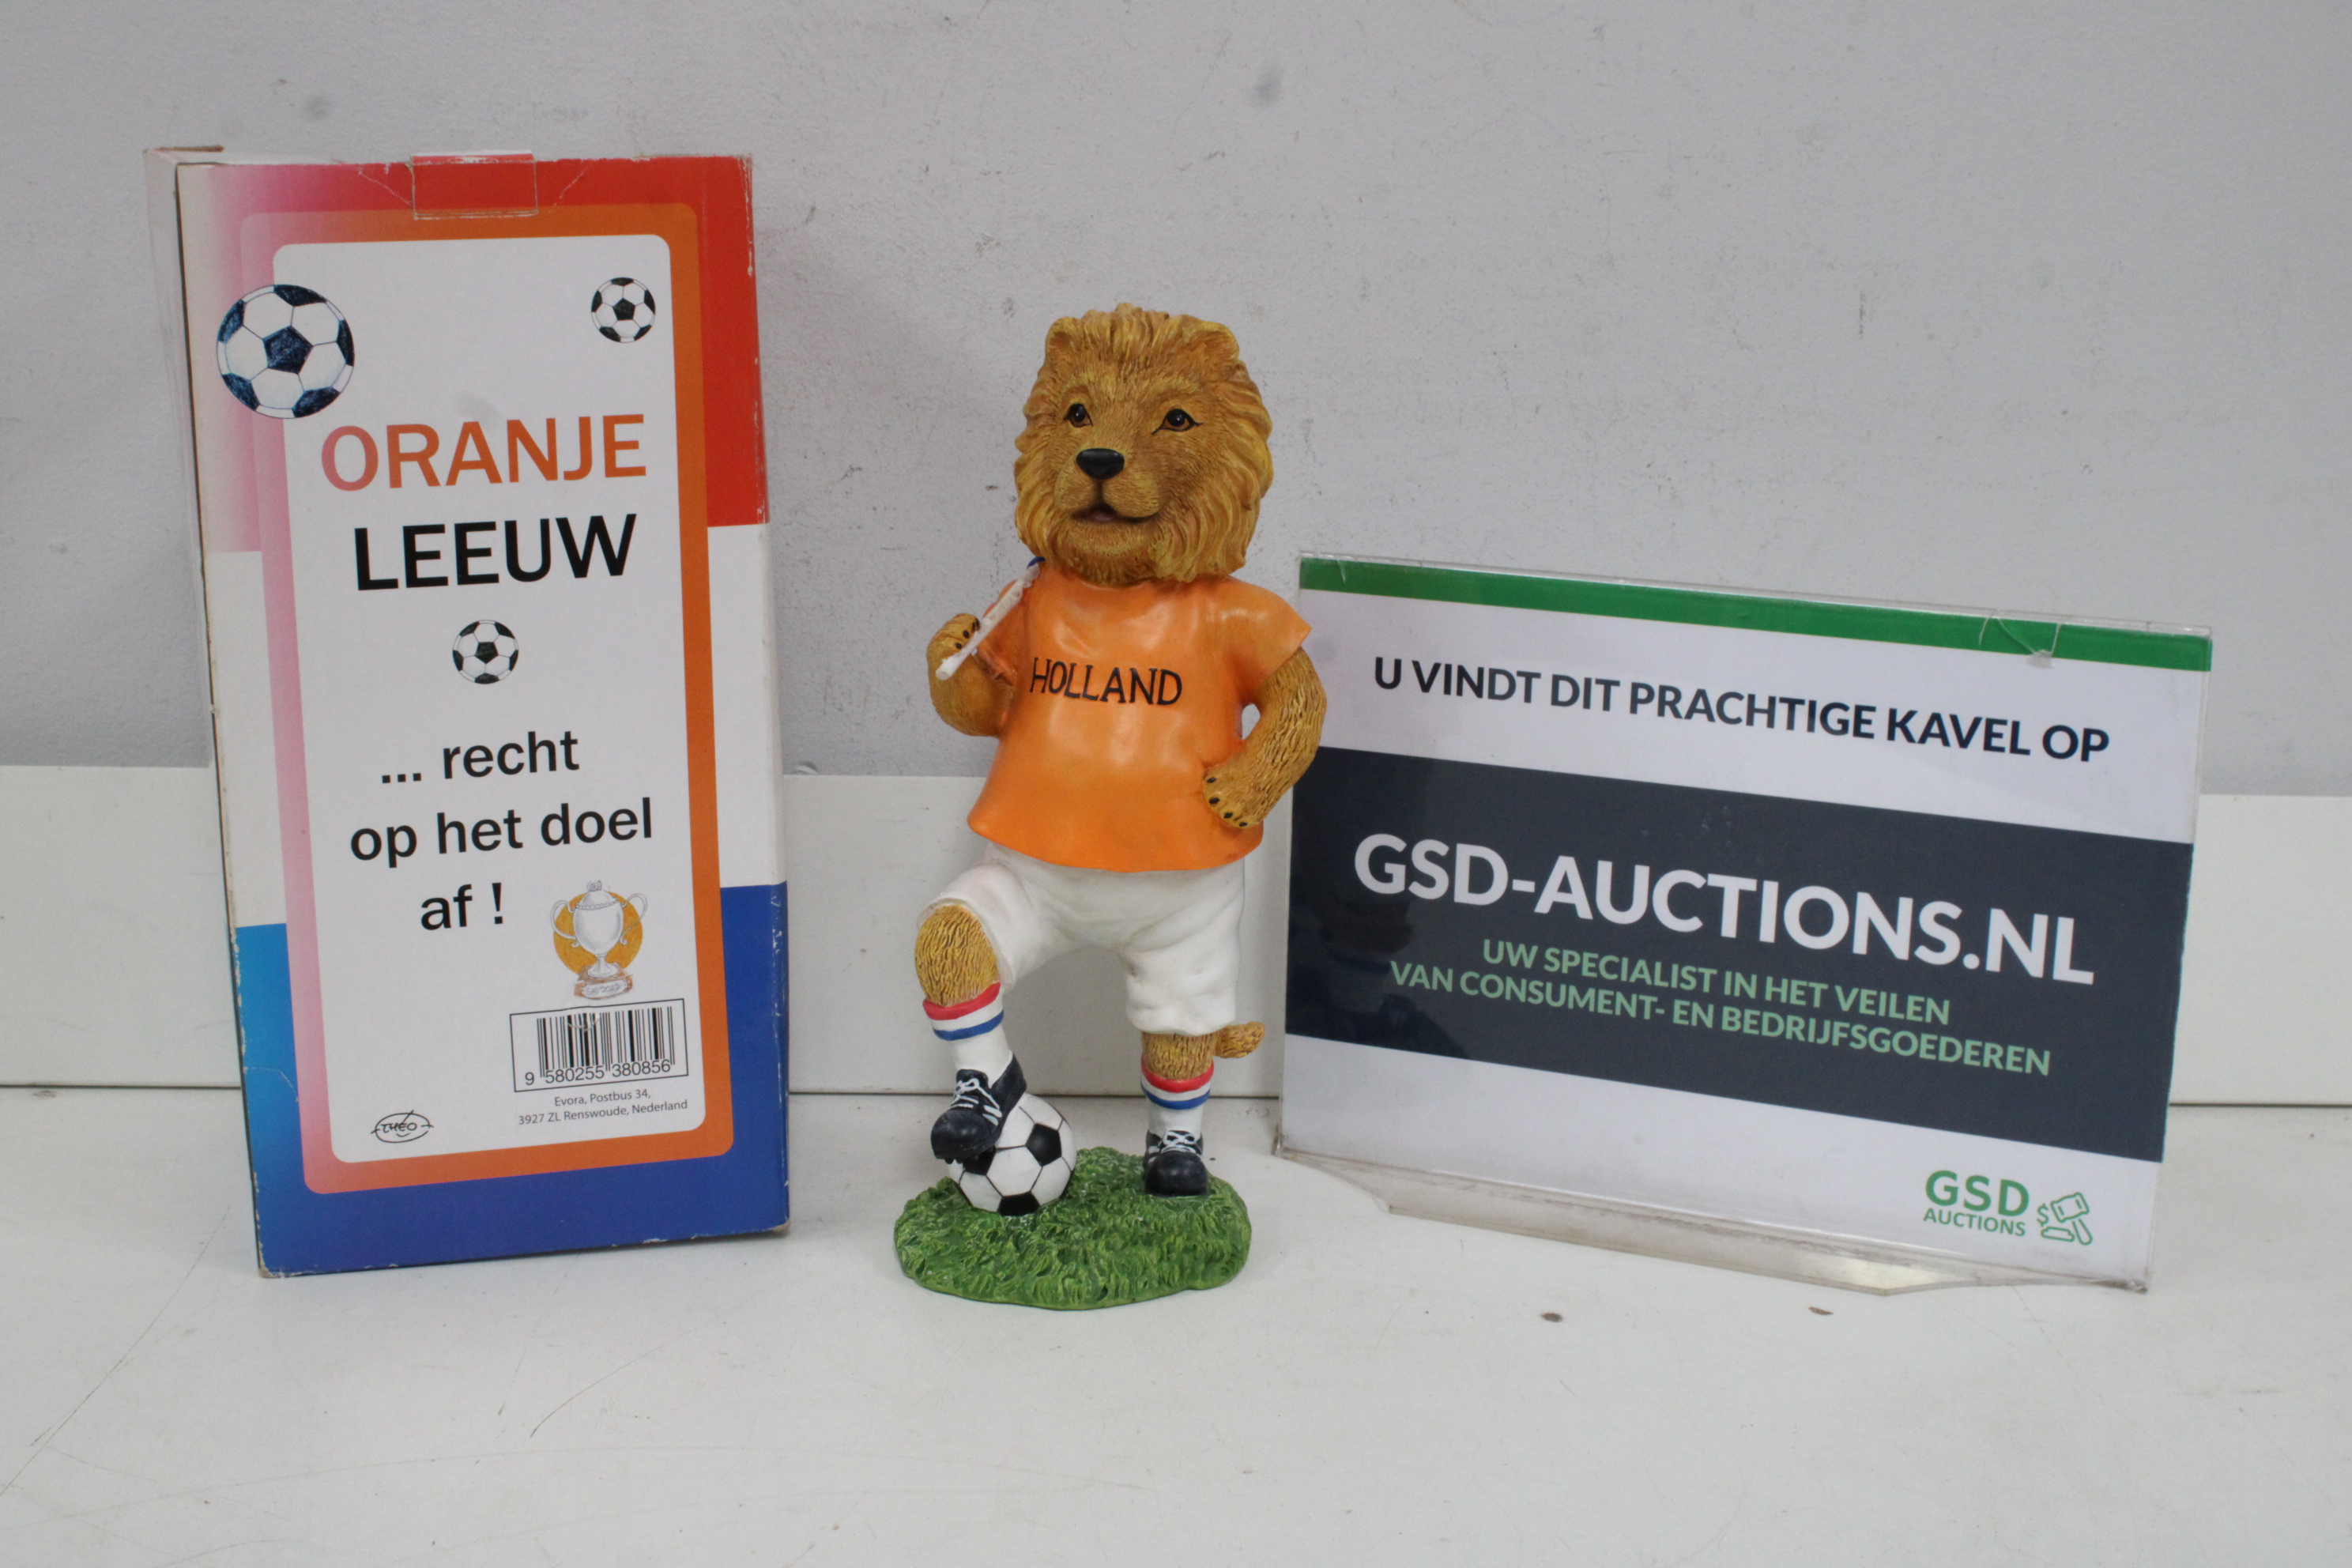 ORANJE
LEEUW
... recht
op het doel
af !
9 580255 380856
Evora, Postbus 34,
3927 ZL Renswoude, Nederland
THÉO
HOLLAND
U VINDT DIT PRACHTIGE KAVEL OP
GSD-AUCTIONS.NL
UW SPECIALIST IN HET VEILEN
VAN CONSUMENT- EN BEDRIJFSGOEDEREN
GSD
AUCTIONS